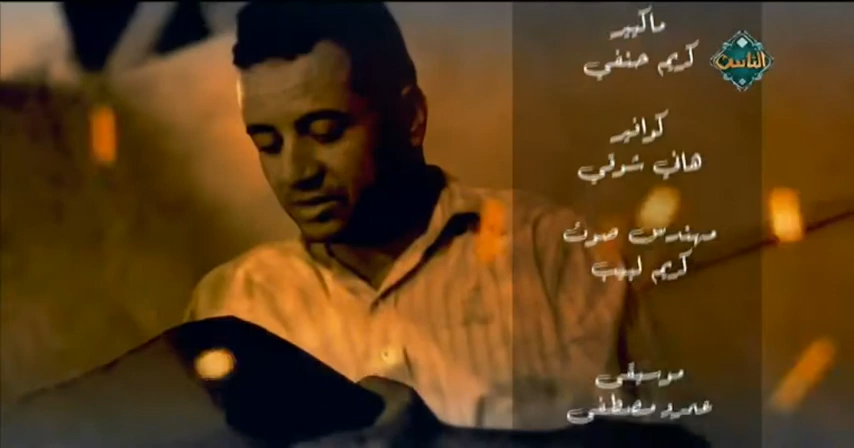 ماكيير
كريم حنفي
الناس
كوافير
هاني شوقي
مهندس صوت
كريم لبيب
موسيقى
عمرو مصطفى